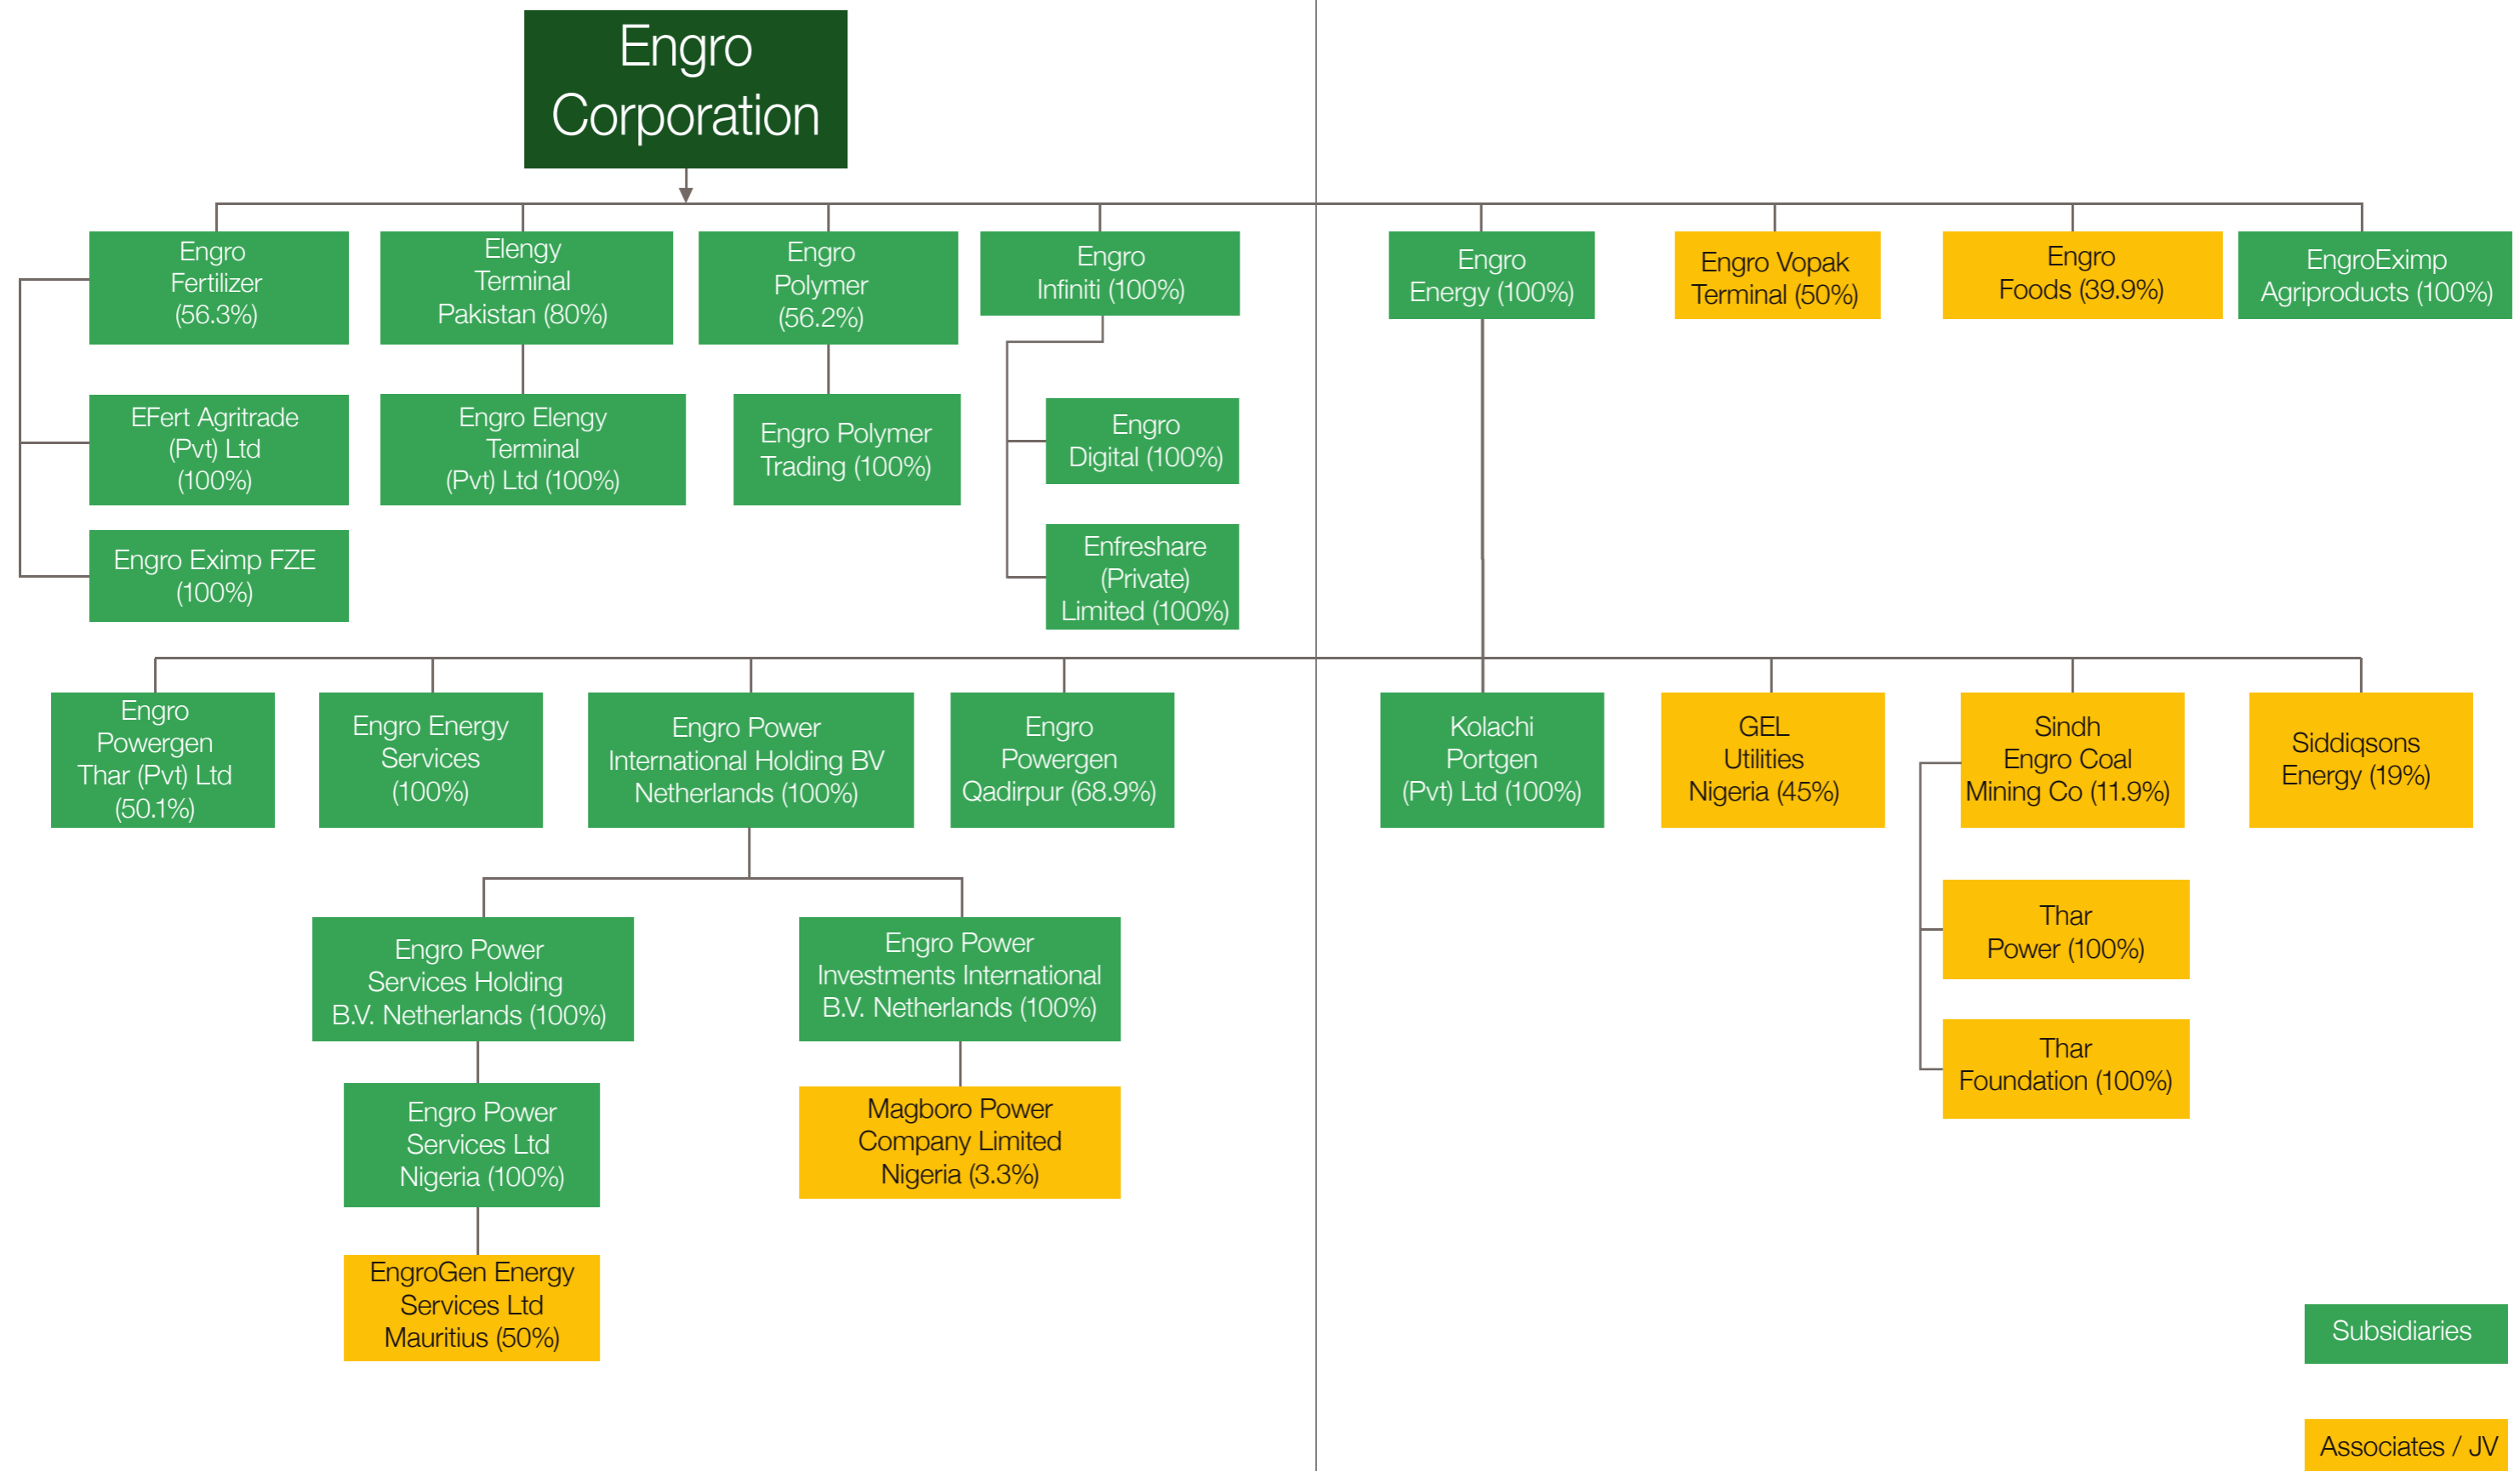 Engro
Corporation
Engro
Fertilizer
(56.3%)
Elengy
Terminal
Pakistan (80%)
Engro
Polymer
(56.2%)
Engro
Infiniti (100%)
Engro
Energy (100%)
Engro Vopak
Terminal (50%)
Engro
Foods (39.9%)
EngroEximp
Agriproducts (100%)
EFert Agritrade
(Pvt) Ltd
(100%)
Engro Elengy
Terminal
(Pvt) Ltd (100%)
Engro Polymer
Trading (100%)
Engro
Digital (100%)
Engro Eximp FZE
(100%)
Enfreshare
(Private)
Limited (100%)
Engro
Powergen
Thar (Pvt) Ltd
(50.1%)
Engro Energy
Services
(100%)
Engro Power
International Holding BV
Netherlands (100%)
Engro
Powergen
Qadirpur (68.9%)
Kolachi
Portgen
(Pvt) Ltd (100%)
GEL
Utilities
Nigeria (45%)
Sindh
Engro Coal
Mining Co (11.9%)
Siddiqsons
Energy (19%)
Engro Power
Services Holding
B.V. Netherlands (100%)
Engro Power
Investments International
B.V. Netherlands (100%)
Thar
Power (100%)
Engro Power
Services Ltd
Nigeria (100%)
Magboro Power
Company Limited
Nigeria (3.3%)
Thar
Foundation (100%)
EngroGen Energy
Services Ltd
Mauritius (50%)
Subsidiaries
Associates / JV